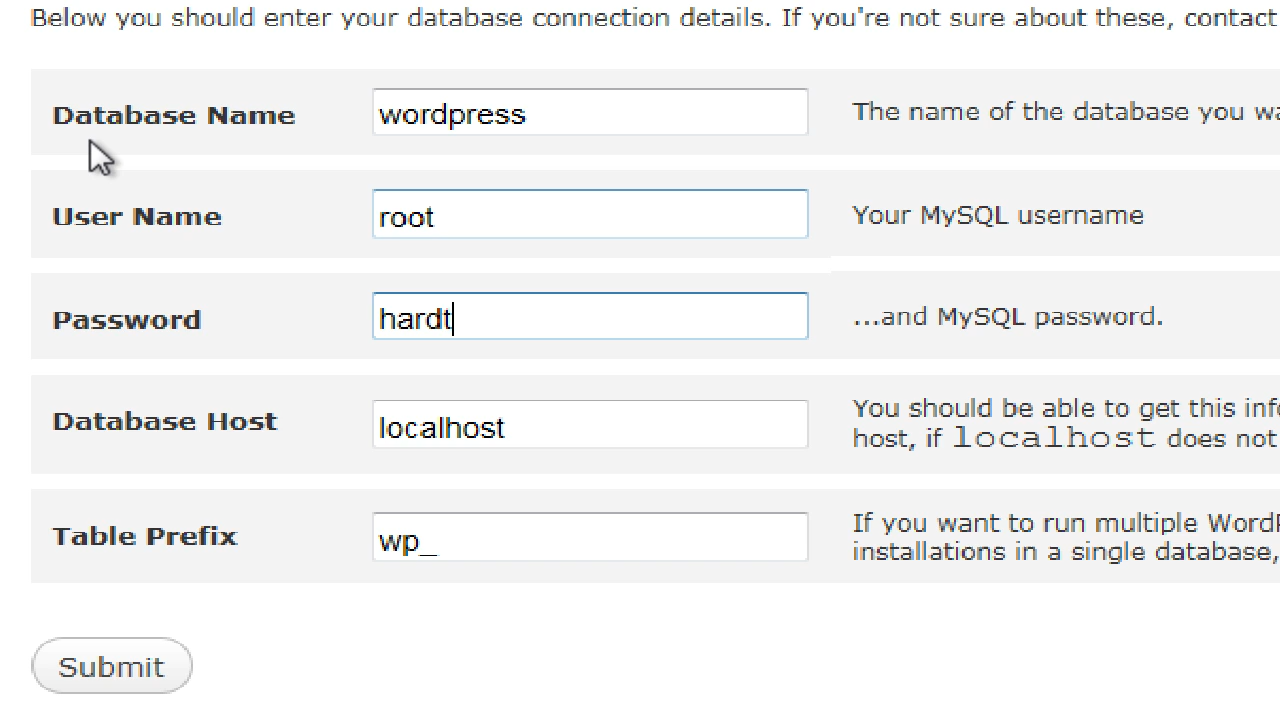 Below you should enter your database connection details. If you're not sure about these, contact
Database Name wordpress The name of the database you wa
User Name root Your MySQL username
Password hardt ...and MySQL password.
Database Host localhost You should be able to get this info
host, if localhost does not
Table Prefix wp_ If you want to run multiple WordP
installations in a single database,
Submit